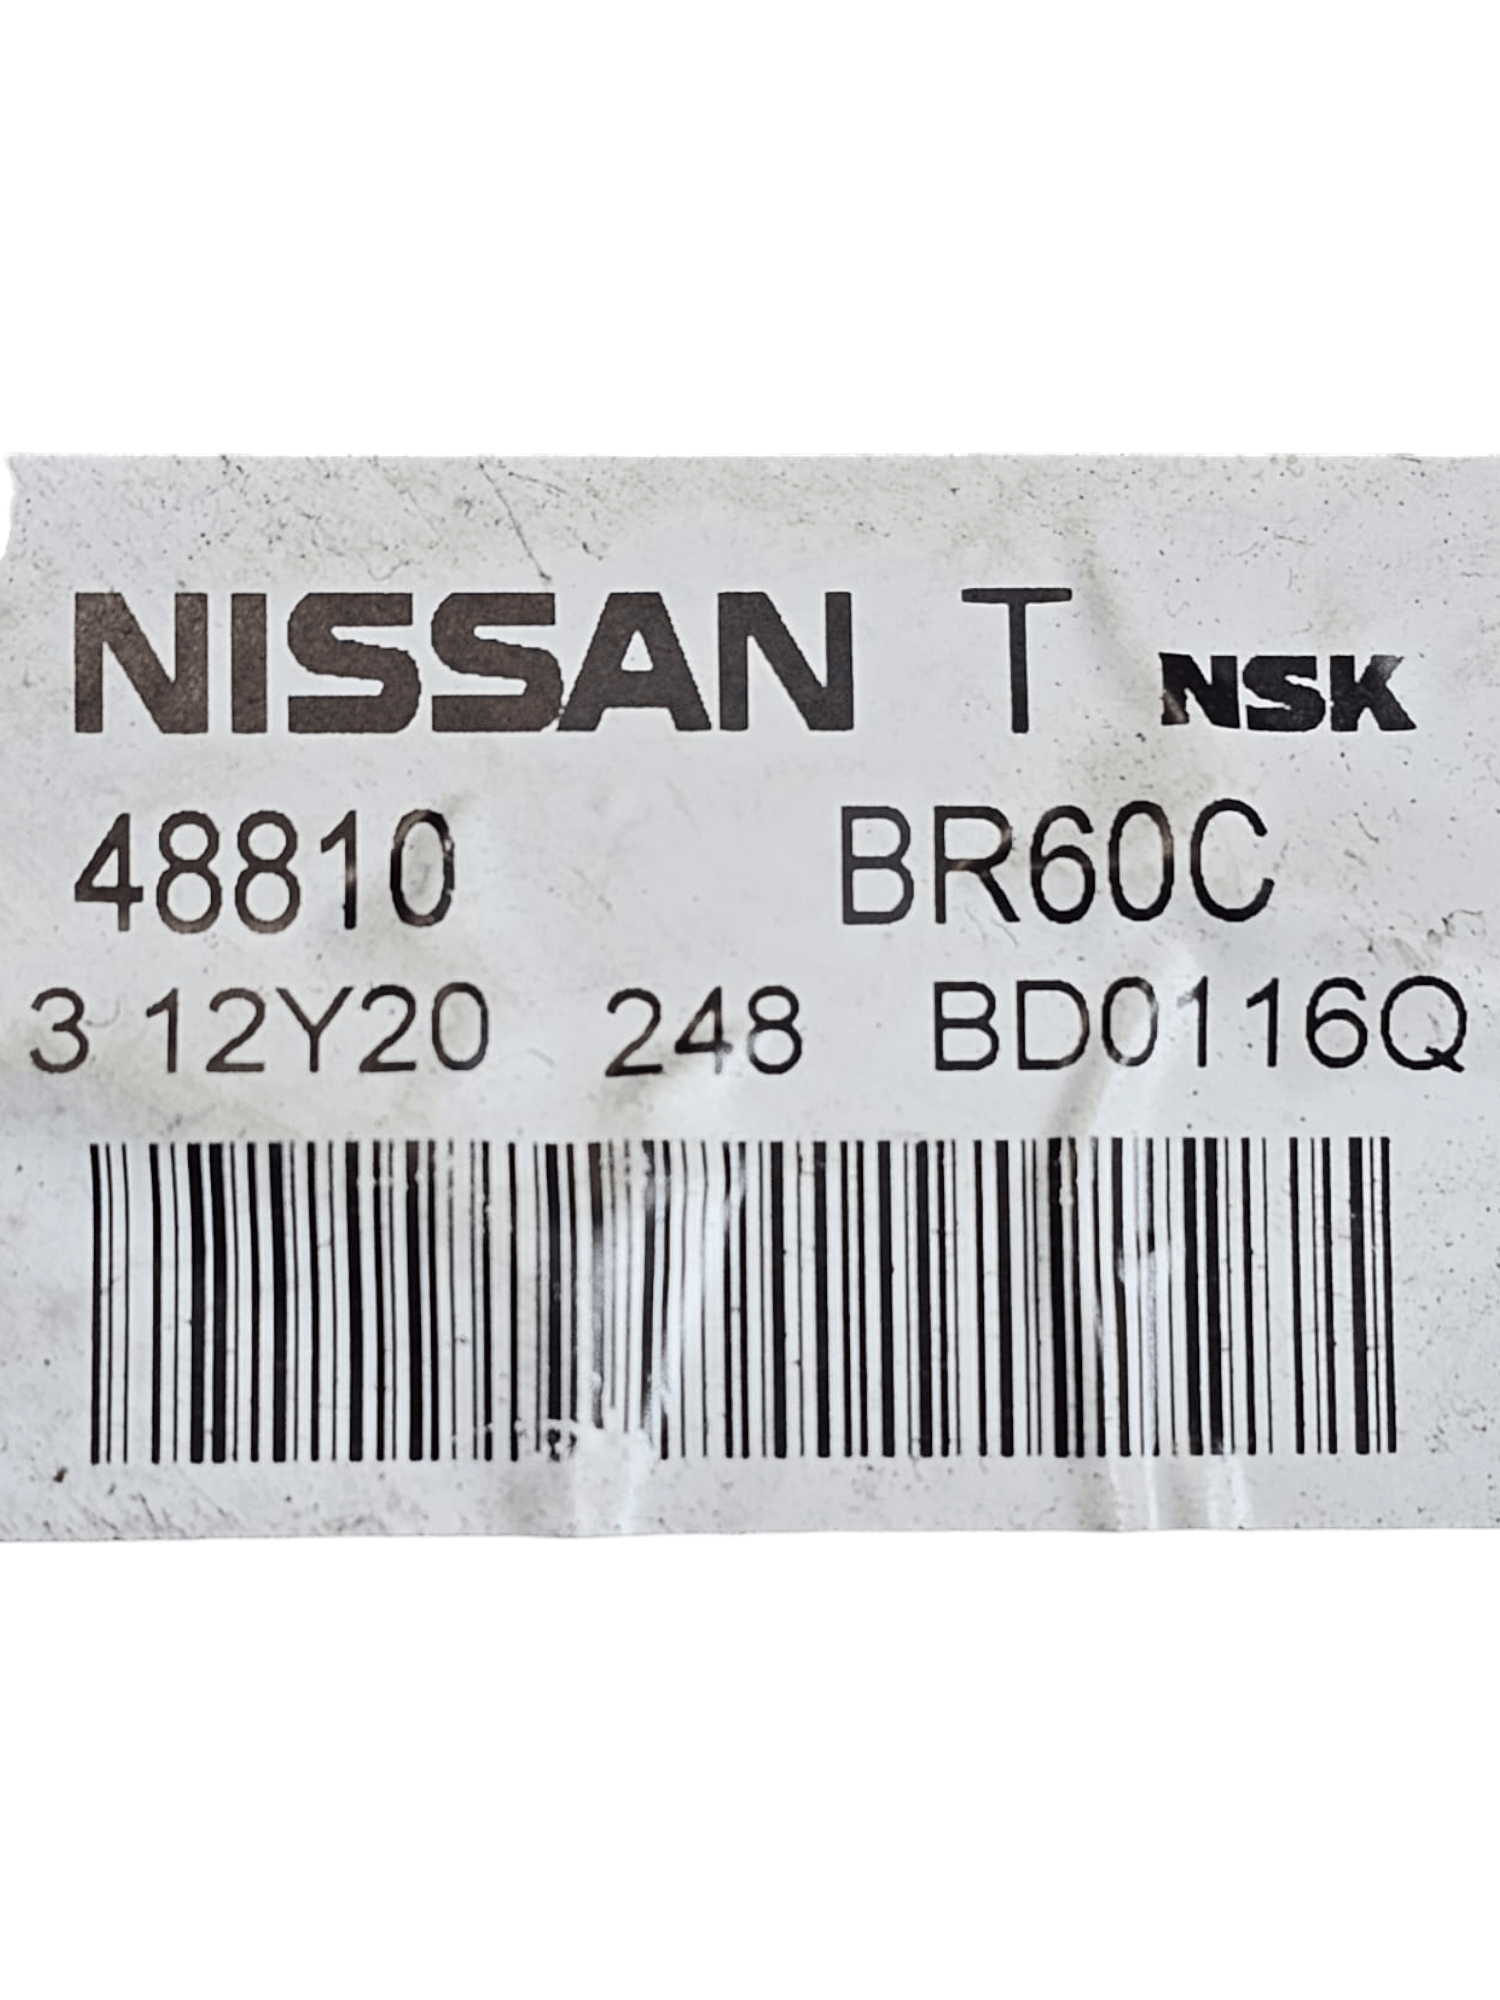 NISSAN T NSK
48810 BR60C
3 12Y20 248 BD0116Q